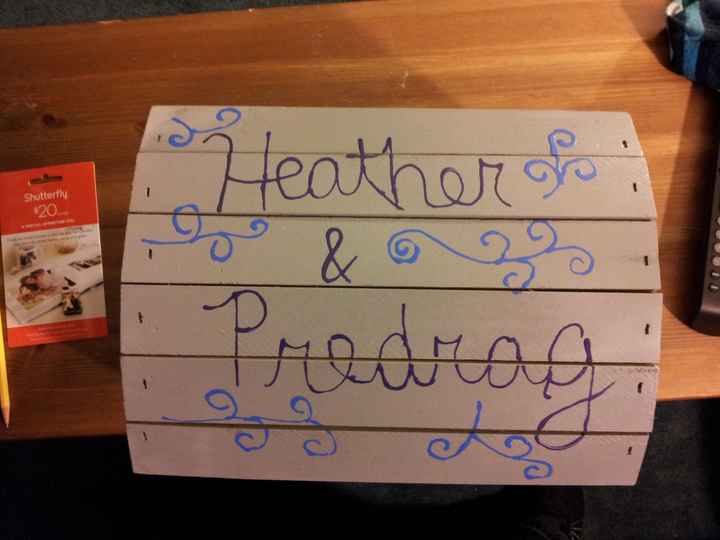 Heather
&
Predrag
Shutterfly
$20